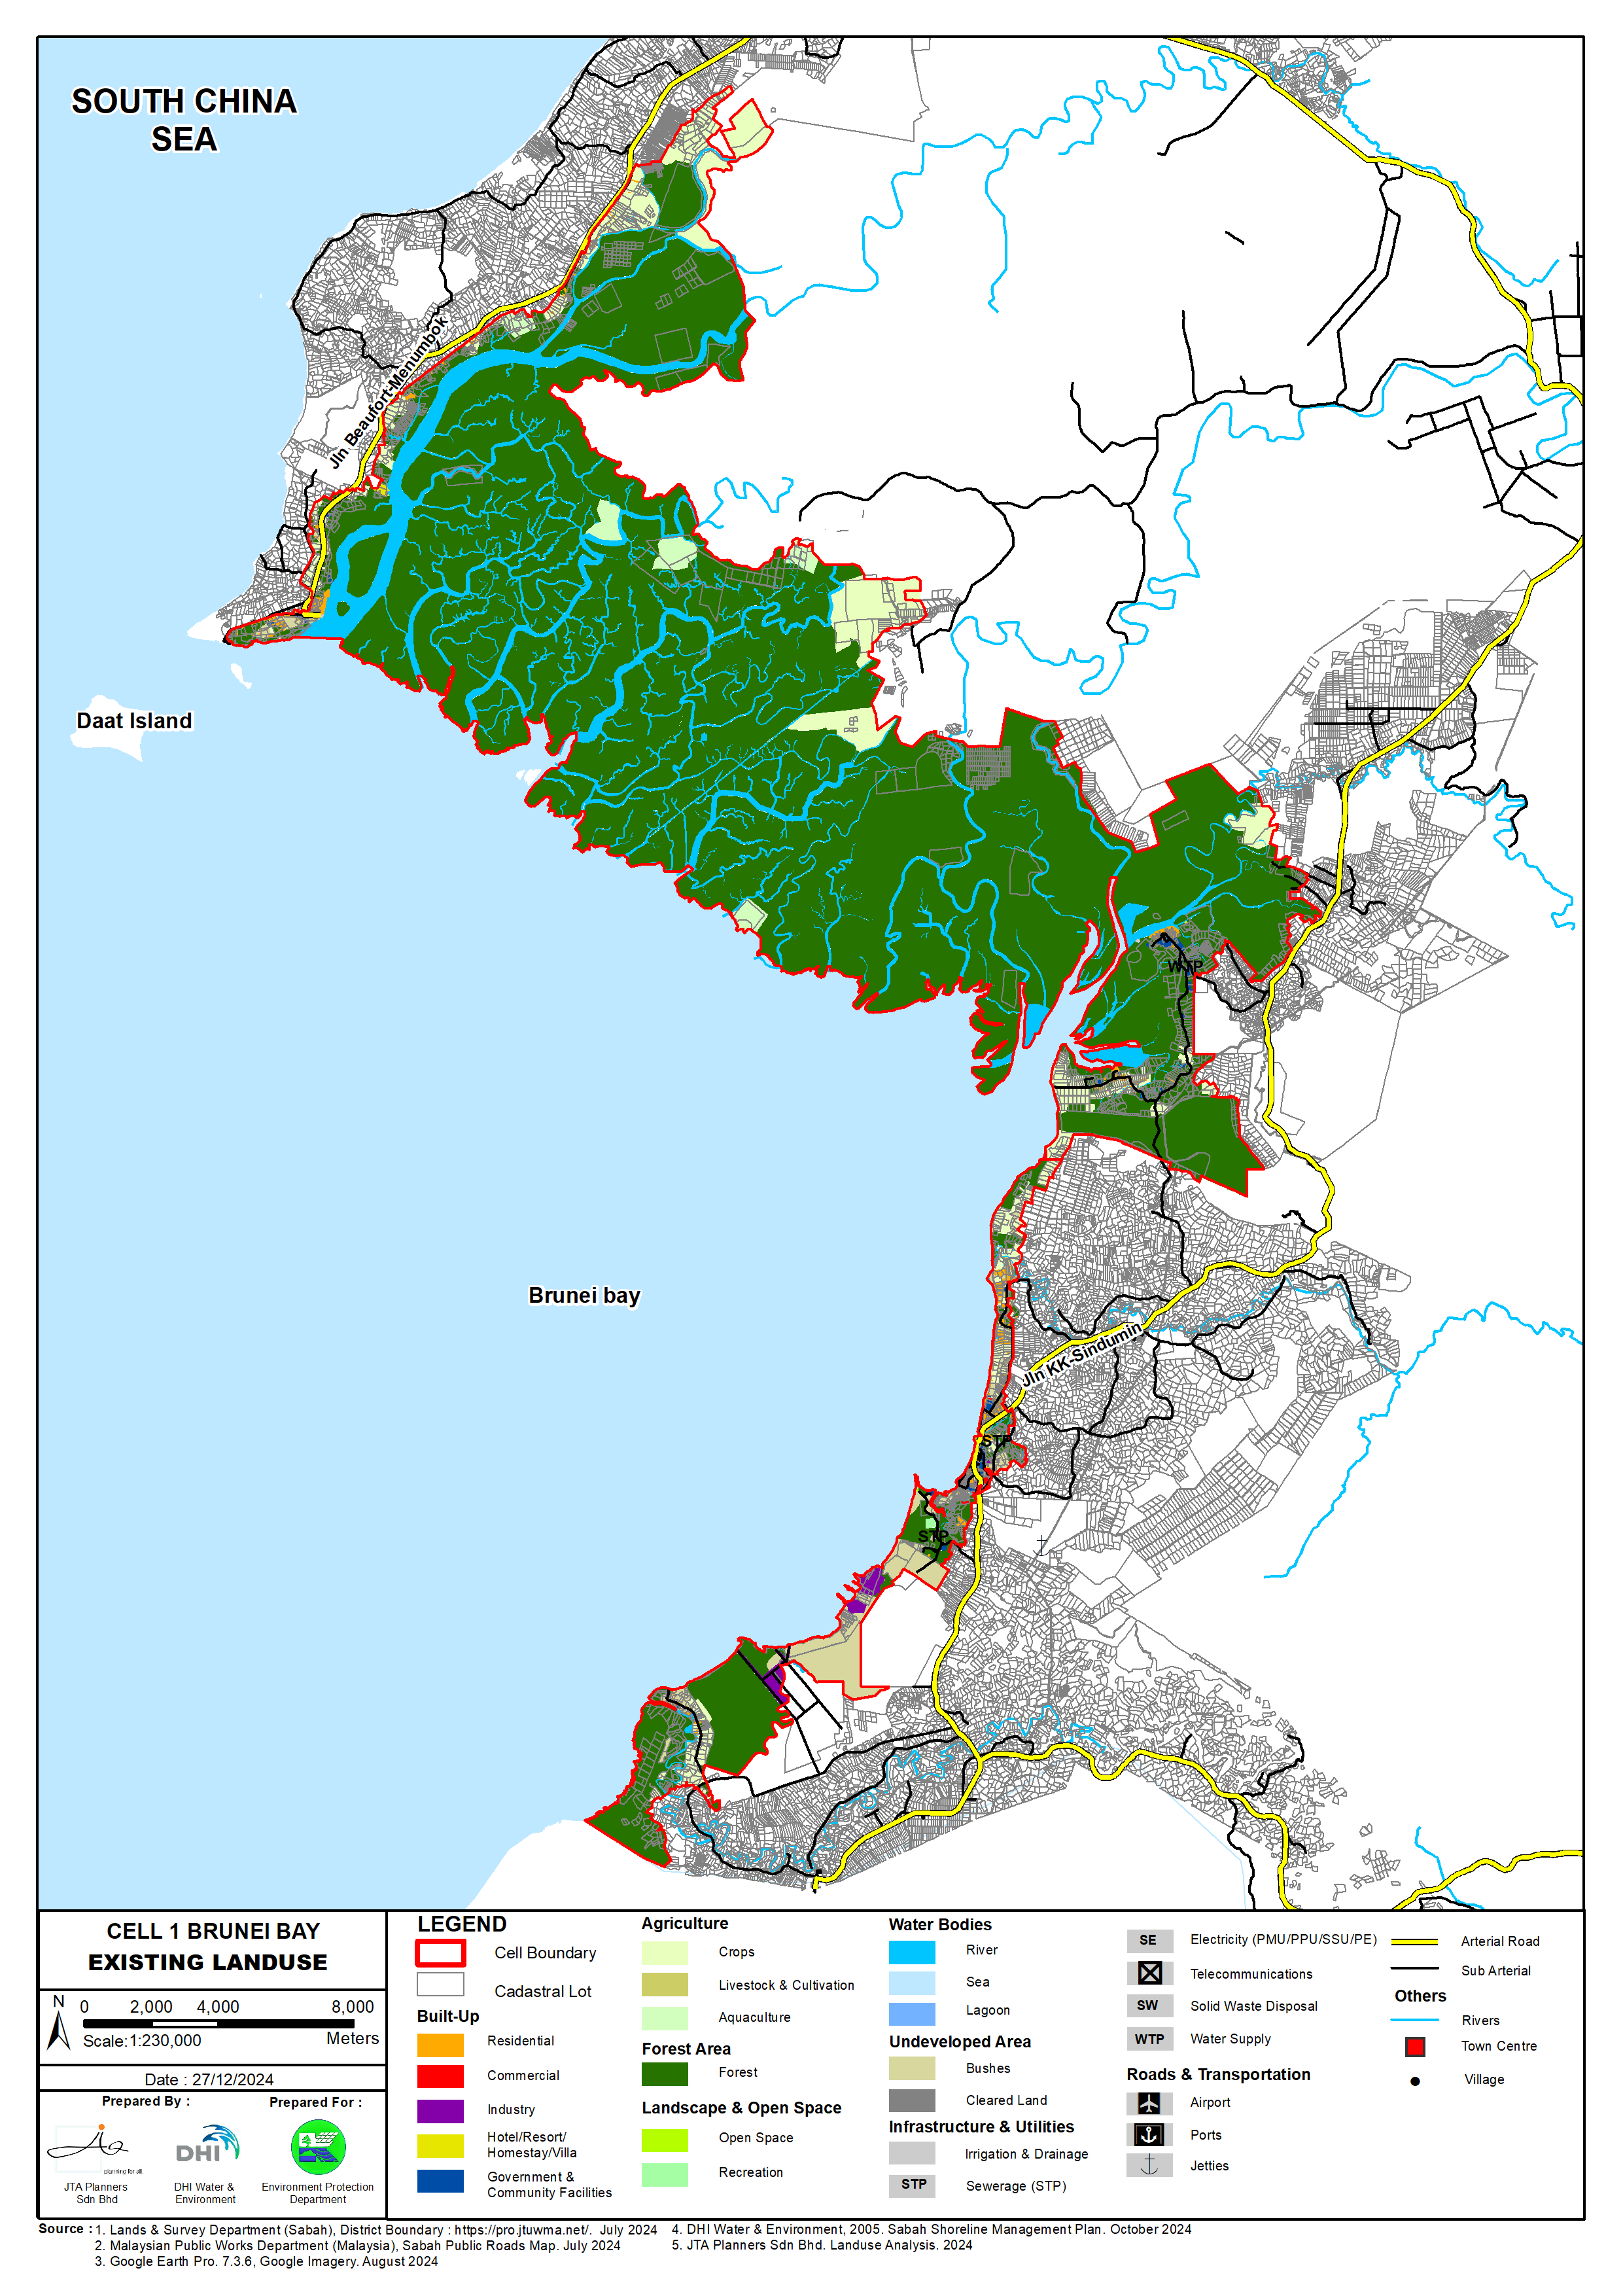 SOUTH CHINA
SEA
Jln Beaufort-Menumbok
Daat Island
WTP
Brunei bay
Jln KK-Sindumin
STP
STP
CELL 1 BRUNEI BAY
EXISTING LANDUSE
N
0 2,000 4,000 8,000
Scale:1:230,000 Meters
Date : 27/12/2024
Prepared By :
Prepared For :
planning for all.
DHI
JTA Planners
Sdn Bhd
DHI Water &
Environment
Environment Protection
Department
LEGEND
Cell Boundary
Cadastral Lot
Built-Up
Residential
Commercial
Industry
Hotel/Resort/
Homestay/Villa
Government &
Community Facilities
Agriculture
Crops
Livestock & Cultivation
Aquaculture
Forest Area
Forest
Landscape & Open Space
Open Space
Recreation
Water Bodies
River
Sea
Lagoon
Undeveloped Area
Bushes
Cleared Land
Infrastructure & Utilities
Irrigation & Drainage
STP Sewerage (STP)
SE Electricity (PMU/PPU/SSU/PE)
Telecommunications
SW Solid Waste Disposal
WTP Water Supply
Roads & Transportation
Airport
Ports
Jetties
Arterial Road
Sub Arterial
Others
Rivers
Town Centre
Village
Source : 1. Lands & Survey Department (Sabah), District Boundary : https://pro.jtuwma.net/. July 2024
2. Malaysian Public Works Department (Malaysia), Sabah Public Roads Map. July 2024
3. Google Earth Pro. 7.3.6, Google Imagery. August 2024
4. DHI Water & Environment, 2005. Sabah Shoreline Management Plan. October 2024
5. JTA Planners Sdn Bhd. Landuse Analysis. 2024